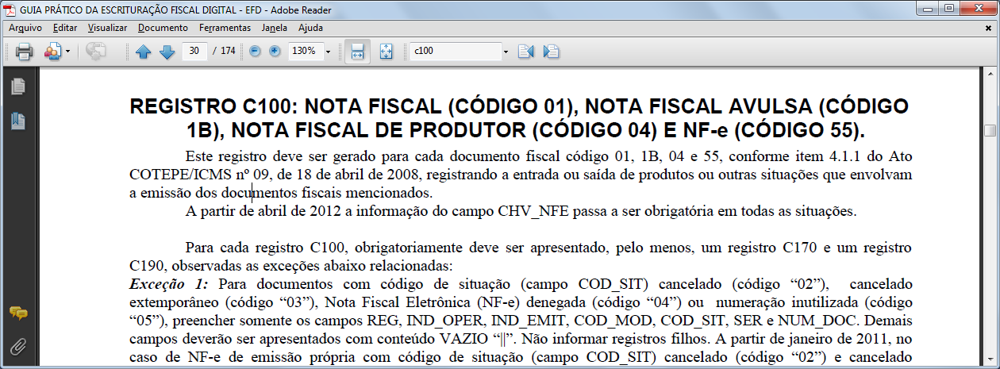 GUIA PRÁTICO DA ESCRITURAÇÃO FISCAL DIGITAL - EFD - Adobe Reader
Arquivo Editar Visualizar Documento Ferramentas Janela Ajuda
30 / 174 130% c100
REGISTRO C100: NOTA FISCAL (CÓDIGO 01), NOTA FISCAL AVULSA (CÓDIGO
1B), NOTA FISCAL DE PRODUTOR (CÓDIGO 04) E NF-e (CÓDIGO 55).
Este registro deve ser gerado para cada documento fiscal código 01, 1B, 04 e 55, conforme item 4.1.1 do Ato
COTEPE/ICMS nº 09, de 18 de abril de 2008, registrando a entrada ou saída de produtos ou outras situações que envolvam
a emissão dos documentos fiscais mencionados.
A partir de abril de 2012 a informação do campo CHV_NFE passa a ser obrigatória em todas as situações.
Para cada registro C100, obrigatoriamente deve ser apresentado, pelo menos, um registro C170 e um registro
C190, observadas as exceções abaixo relacionadas:
Exceção 1: Para documentos com código de situação (campo COD_SIT) cancelado (código “02”), cancelado
extemporâneo (código “03”), Nota Fiscal Eletrônica (NF-e) denegada (código “04”) ou numeração inutilizada (código
“05”), preencher somente os campos REG, IND_OPER, IND_EMIT, COD_MOD, COD_SIT, SER e NUM_DOC. Demais
campos deverão ser apresentados com conteúdo VAZIO “||”. Não informar registros filhos. A partir de janeiro de 2011, no
caso de NF-e de emissão própria com código de situação (campo COD_SIT) cancelado (código “02”) e cancelado